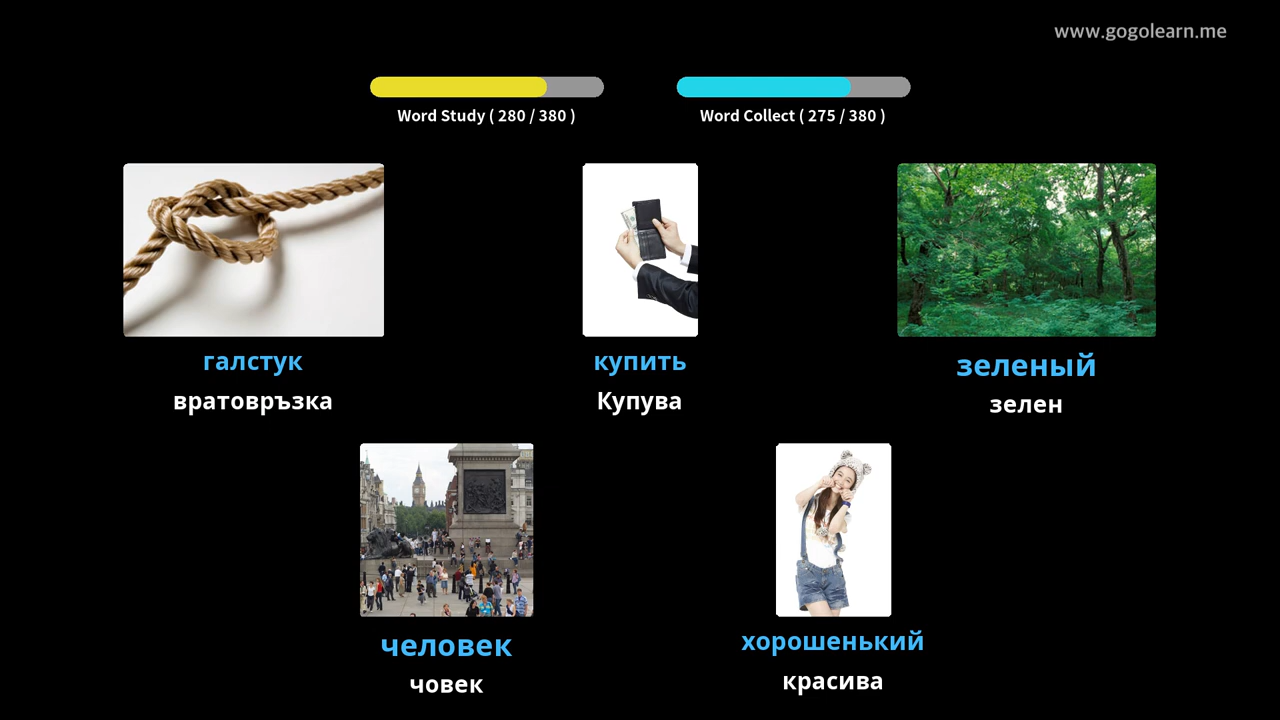 www.gogolearn.me
Word Study ( 280 / 380 )
Word Collect ( 275 / 380 )
галстук
вратовръзка
купить
Купува
зеленый
зелен
человек
човек
хорошенький
красива